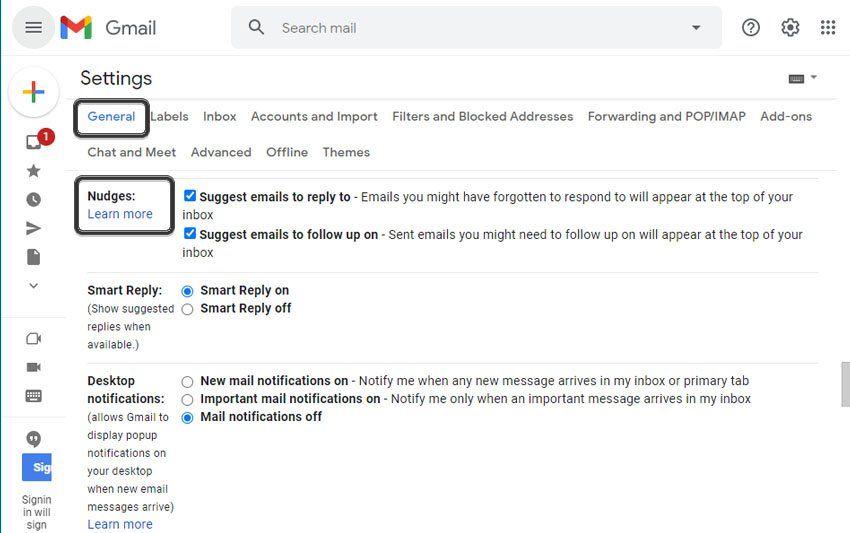 Gmail
Search mail
Settings
General Labels Inbox Accounts and Import Filters and Blocked Addresses Forwarding and POP/IMAP Add-ons
Chat and Meet Advanced Offline Themes
1
Nudges:
Learn more
Suggest emails to reply to - Emails you might have forgotten to respond to will appear at the top of your
inbox
Suggest emails to follow up on - Sent emails you might need to follow up on will appear at the top of your
inbox
Smart Reply:
(Show suggested
replies when
available.)
Smart Reply on
Smart Reply off
Desktop
notifications:
(allows Gmail to
display popup
notifications on
your desktop
when new email
messages arrive)
Learn more
New mail notifications on - Notify me when any new message arrives in my inbox or primary tab
Important mail notifications on - Notify me only when an important message arrives in my inbox
Mail notifications off
Sig
Signin
in will
sign